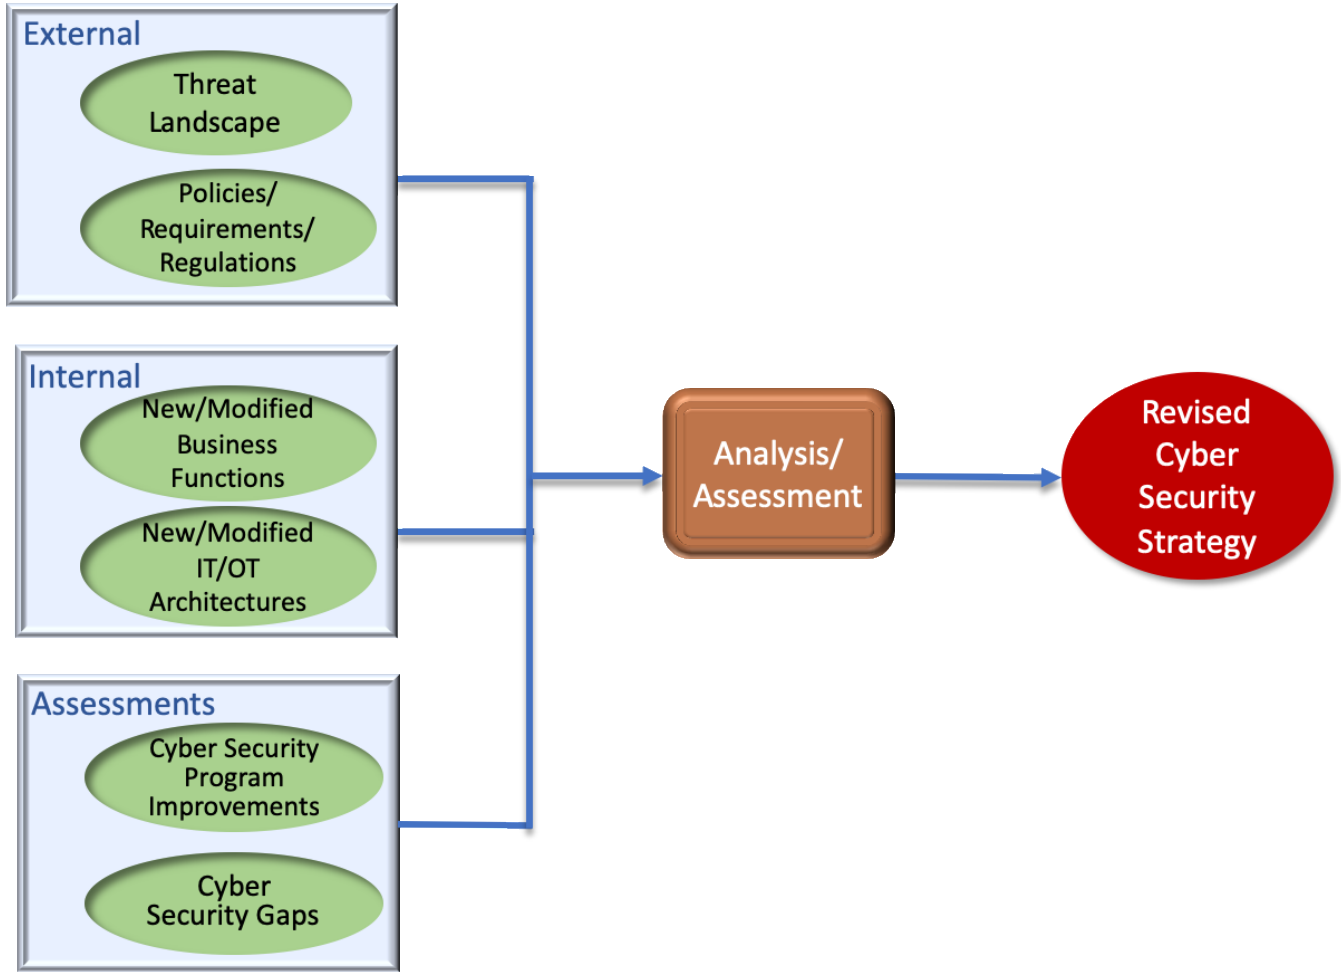 External
Threat
Landscape
Policies/
Requirements/
Regulations
Internal
New/Modified
Business
Functions
New/Modified
IT/OT
Architectures
Assessments
Cyber Security
Program
Improvements
Cyber
Security Gaps
Analysis/
Assessment
Revised
Cyber
Security
Strategy